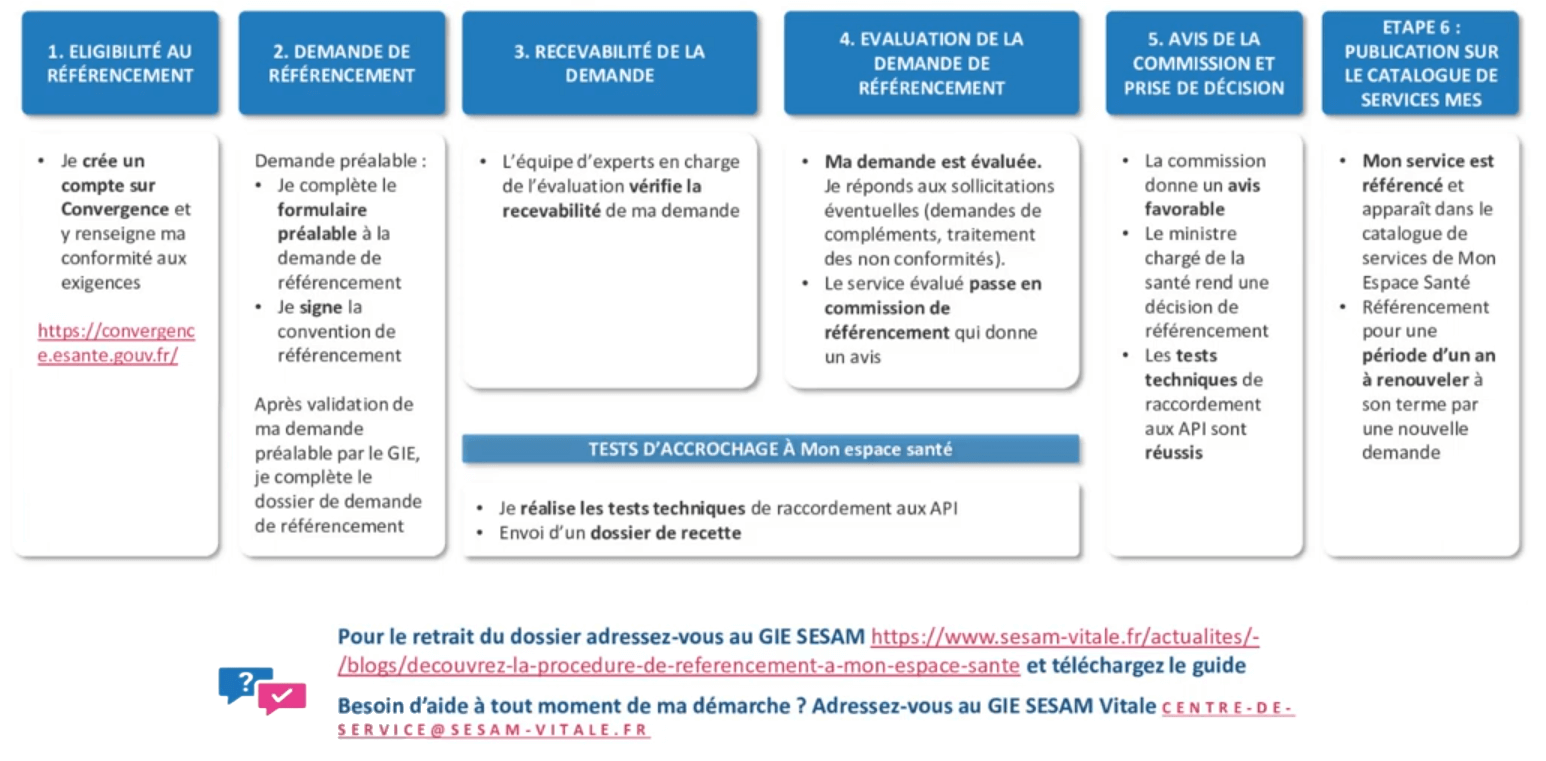 1. ELIGIBILITÉ AU
RÉFÉRENCEMENT
2. DEMANDE DE
RÉFÉRENCEMENT
3. RECEVABILITÉ DE LA
DEMANDE
4. EVALUATION DE LA
DEMANDE DE
RÉFÉRENCEMENT
5. AVIS DE LA
COMMISSION ET
PRISE DE DÉCISION
ETAPE 6 :
PUBLICATION SUR
LE CATALOGUE DE
SERVICES MES
• Je crée un
compte sur
Convergence et
y renseigne ma
conformité aux
exigences
https://convergenc
e.esante.gouv.fr/
Demande préalable :
• Je complète le
formulaire
préalable à la
demande de
référencement
• Je signe la
convention de
référencement
Après validation de
ma demande
préalable par le GIE,
je complète le
dossier de demande
de référencement
• L’équipe d’experts en charge
de l’évaluation vérifie la
recevabilité de ma demande
• Ma demande est évaluée.
Je réponds aux sollicitations
éventuelles (demandes de
compléments, traitement
des non conformités).
• Le service évalué passe en
commission de
référencement qui donne
un avis
TESTS D’ACCROCHAGE À Mon espace santé
• Je réalise les tests techniques de raccordement aux API
• Envoi d’un dossier de recette
• La commission
donne un avis
favorable
• Le ministre
chargé de la
santé rend une
décision de
référencement
• Les tests
techniques de
raccordement
aux API sont
réussis
• Mon service est
référencé et
apparaît dans le
catalogue de
services de Mon
Espace Santé
• Référencement
pour une
période d’un an
à renouveler à
son terme par
une nouvelle
demande
Pour le retrait du dossier adressez-vous au GIE SESAM https://www.sesam-vitale.fr/actualites/-
/blogs/decouvrez-la-procedure-de-referencement-a-mon-espace-sante et téléchargez le guide
?
Besoin d’aide à tout moment de ma démarche ? Adressez-vous au GIE SESAM Vitale CENTRE-DE-
SERVICE@SESAM-VITALE.FR